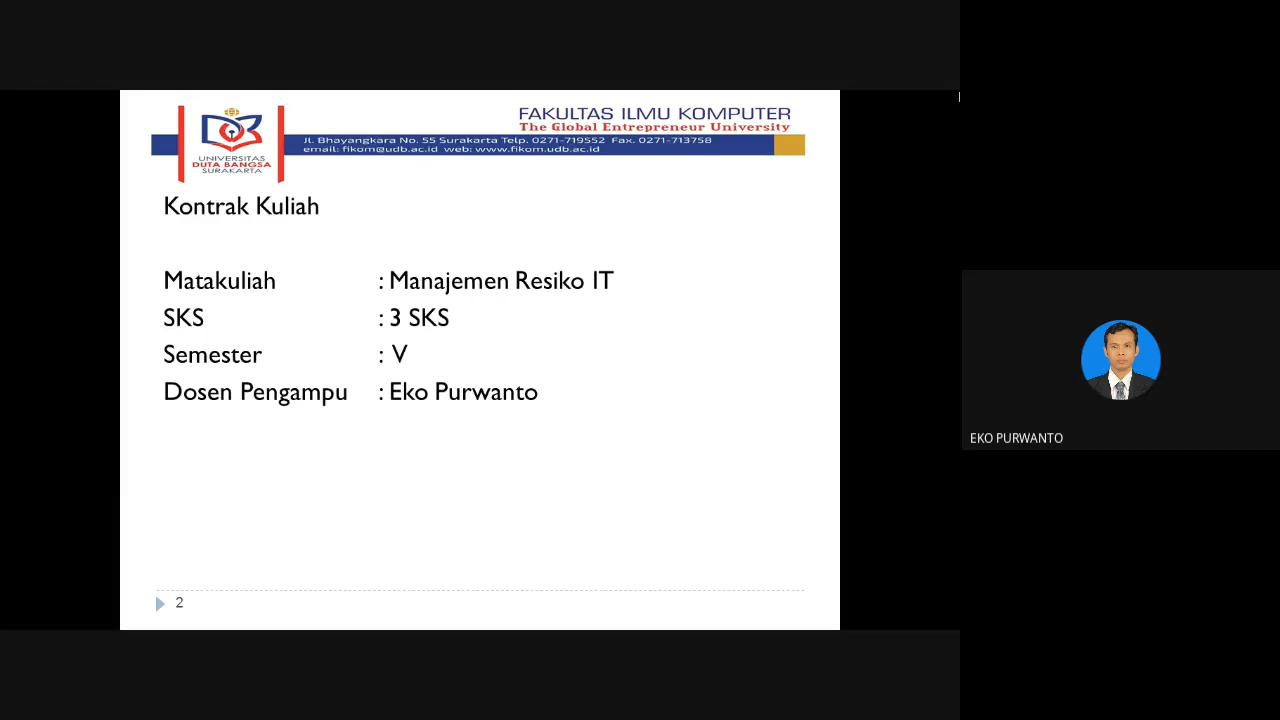 FAKULTAS ILMU KOMPUTER
The Global Entrepreneur University
Jl. Bhayangkara No. 55 Surakarta Telp. 0271-719552 Fax. 0271-713758
email: fikom@udb.ac.id web: www.fikom.udb.ac.id
UNIVERSITAS
DUTA BANGSA
SURAKARTA
Kontrak Kuliah
Matakuliah : Manajemen Resiko IT
SKS : 3 SKS
Semester : V
Dosen Pengampu : Eko Purwanto
2
EKO PURWANTO